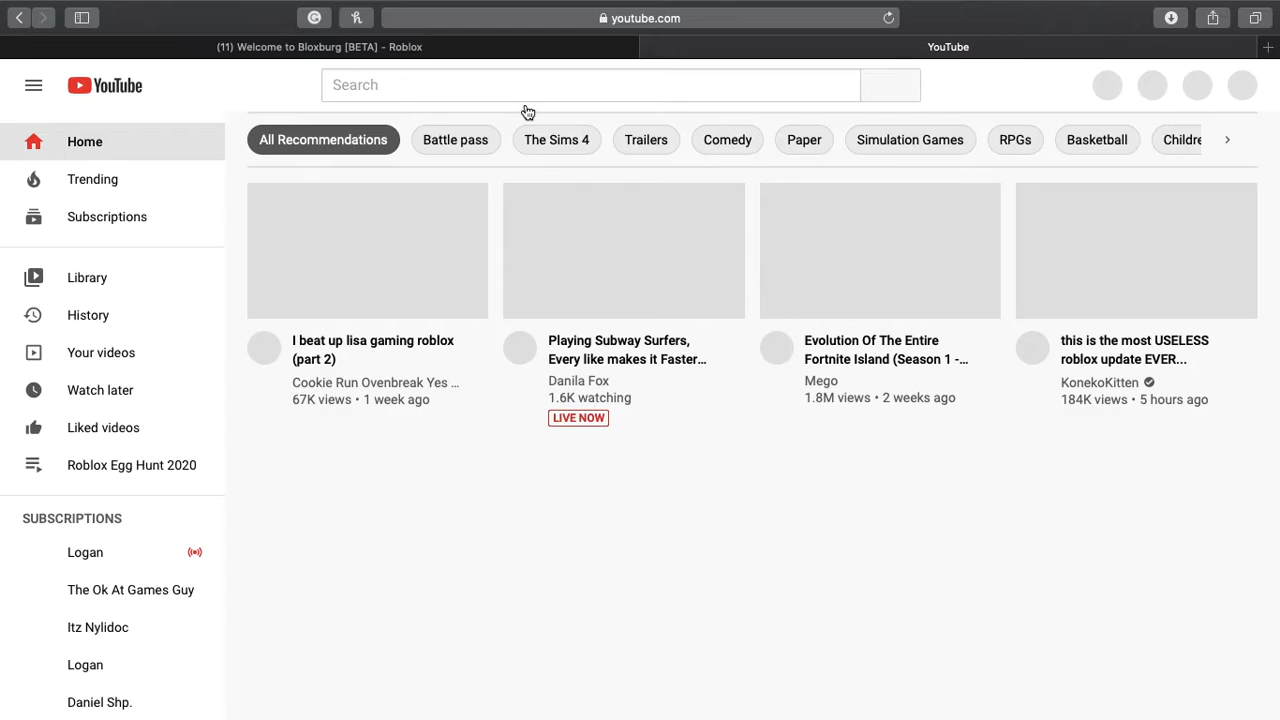 youtube.com
(11) Welcome to Bloxburg [BETA] - Roblox
YouTube
YouTube
Search
All Recommendations
Battle pass
The Sims 4
Trailers
Comedy
Paper
Simulation Games
RPGs
Basketball
Childre
Home
Trending
Subscriptions
Library
History
Your videos
Watch later
Liked videos
Roblox Egg Hunt 2020
SUBSCRIPTIONS
Logan
The Ok At Games Guy
Itz Nylidoc
Logan
Daniel Shp.
I beat up lisa gaming roblox
(part 2)
Cookie Run Ovenbreak Yes ...
67K views • 1 week ago
Playing Subway Surfers,
Every like makes it Faster...
Danila Fox
1.6K watching
LIVE NOW
Evolution Of The Entire
Fortnite Island (Season 1 -...
Mego
1.8M views • 2 weeks ago
this is the most USELESS
roblox update EVER...
KonekoKitten
184K views • 5 hours ago